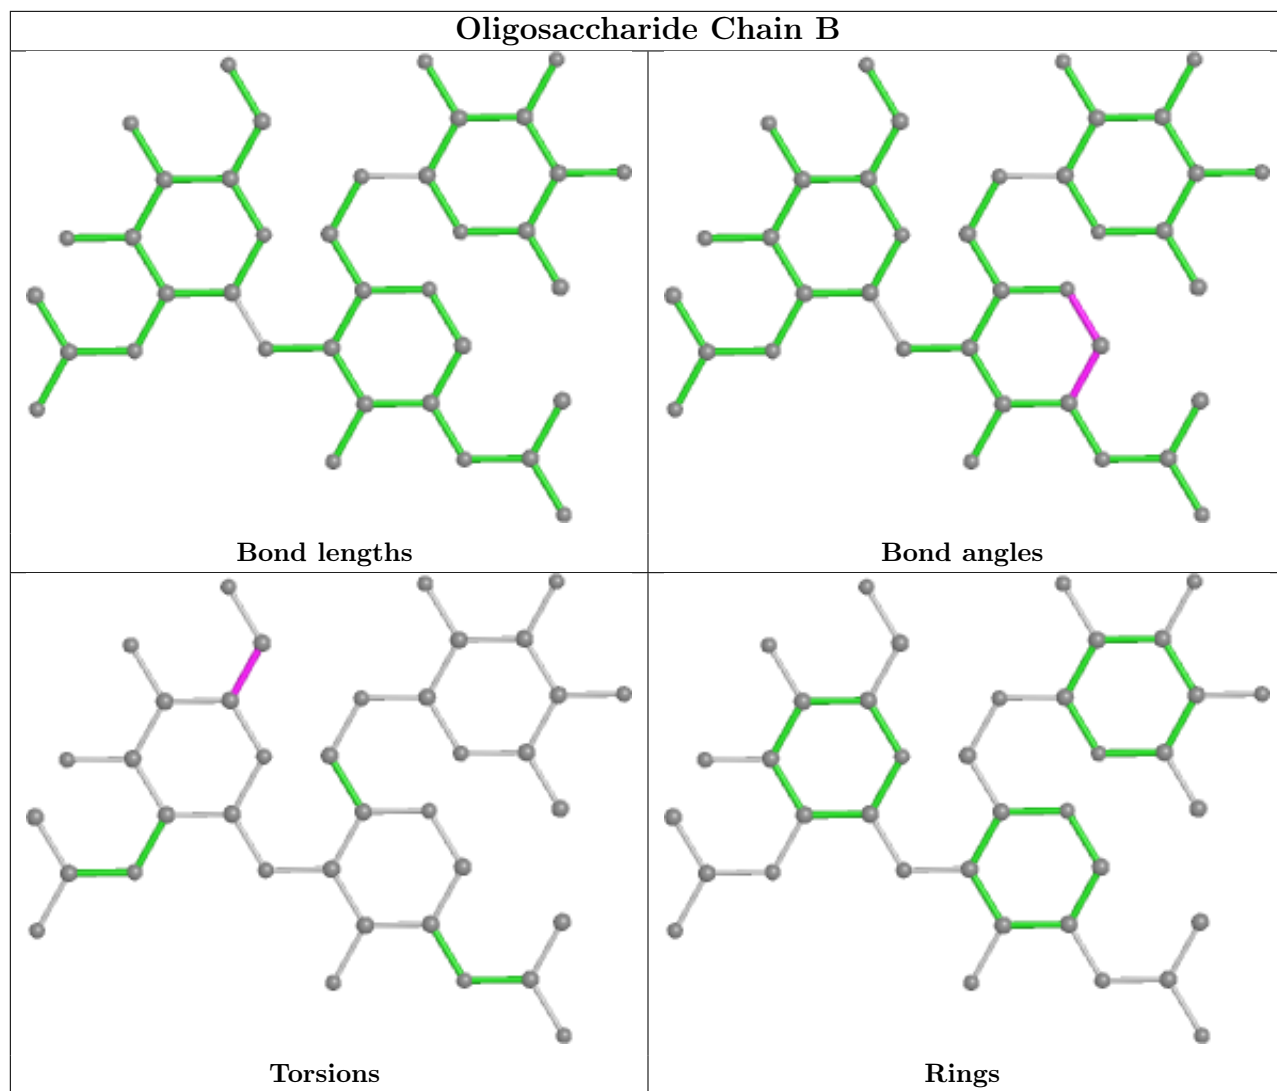 Oligosaccharide Chain B
Bond lengths
Bond angles
Torsions
Rings